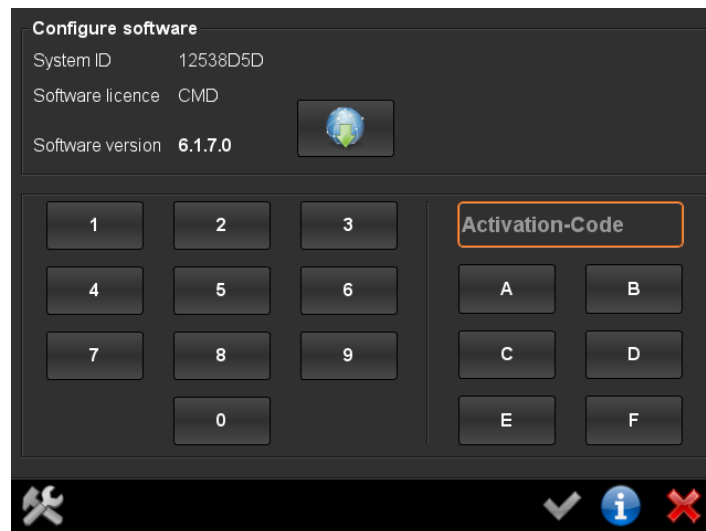 Configure software
System ID 12538D5D
Software licence CMD
Software version 6.1.7.0
1 2 3 Activation-Code
4 5 6 A B
7 8 9 C D
0 E F
i